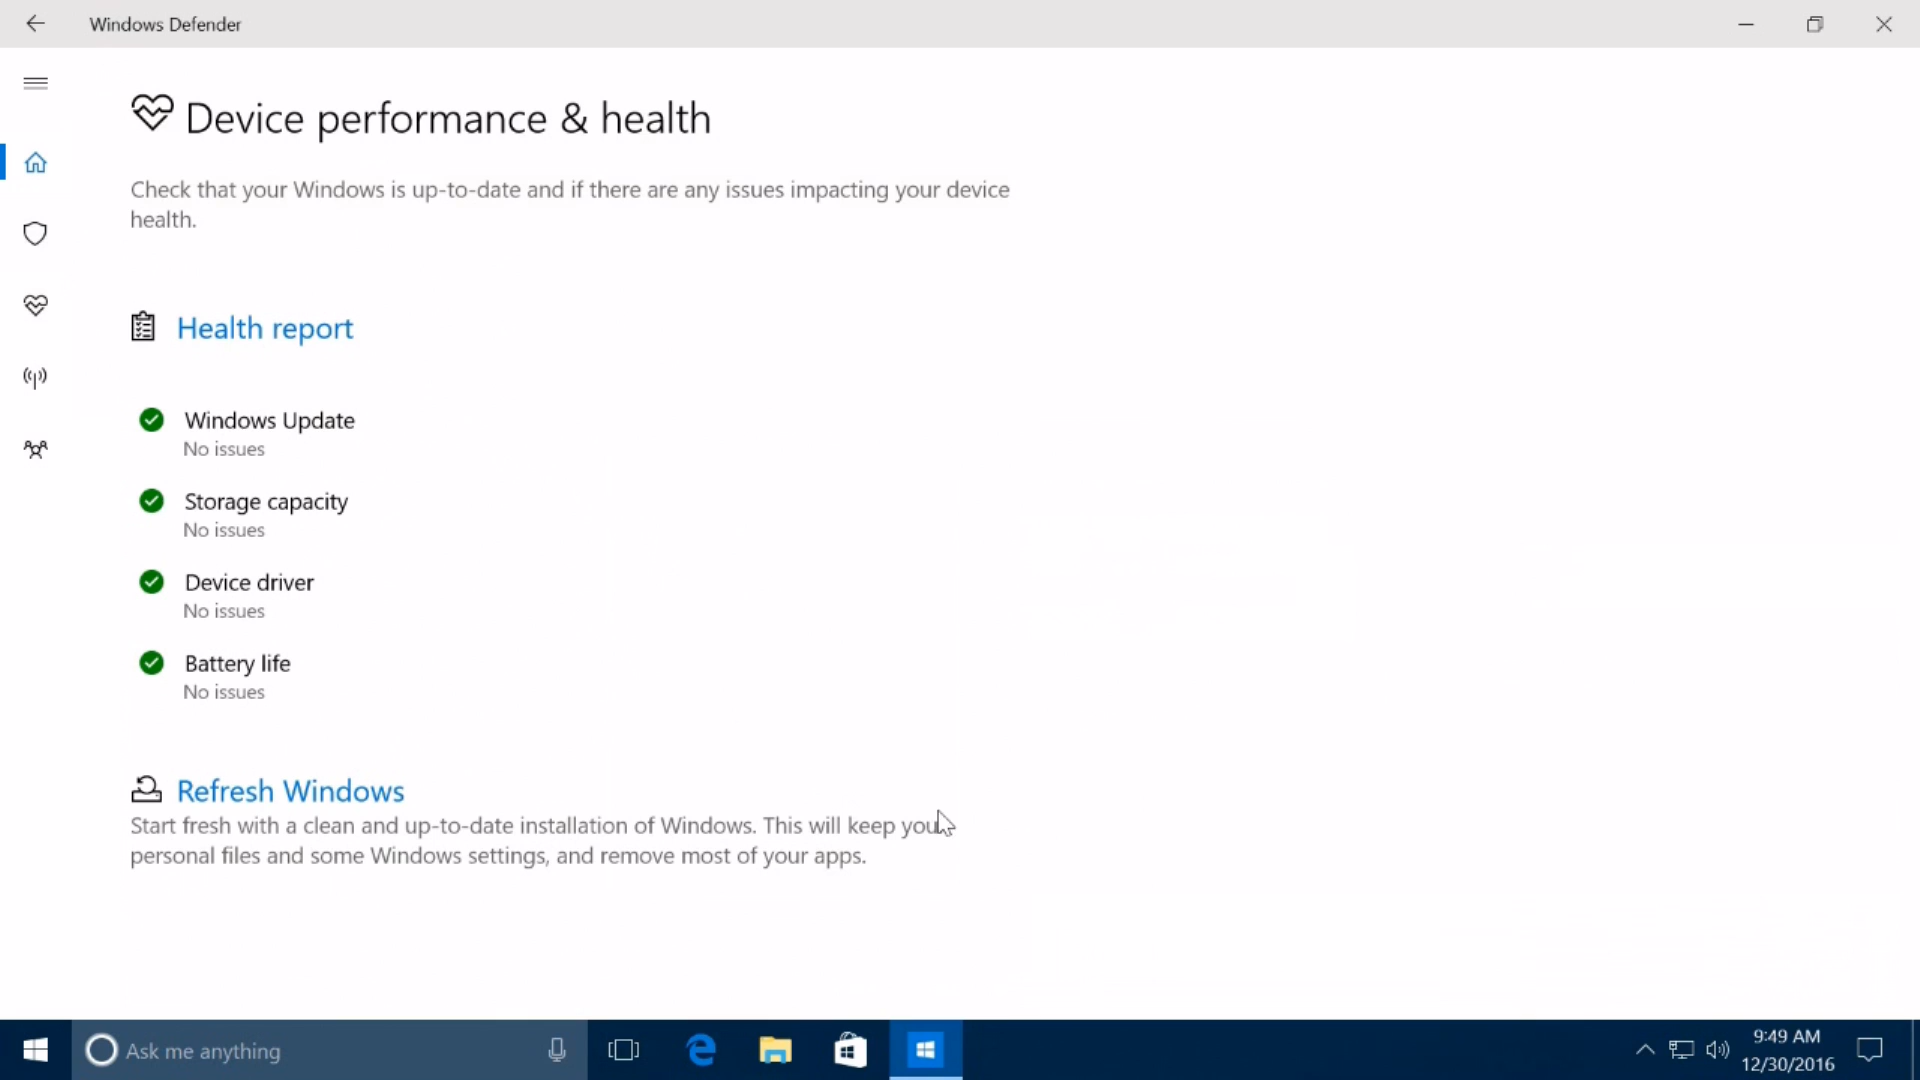 Windows Defender
Device performance & health
Check that your Windows is up-to-date and if there are any issues impacting your device
health.
Health report
Windows Update
No issues
Storage capacity
No issues
Device driver
No issues
Battery life
No issues
Refresh Windows
Start fresh with a clean and up-to-date installation of Windows. This will keep you
personal files and some Windows settings, and remove most of your apps.
Ask me anything
9:49 AM
12/30/2016